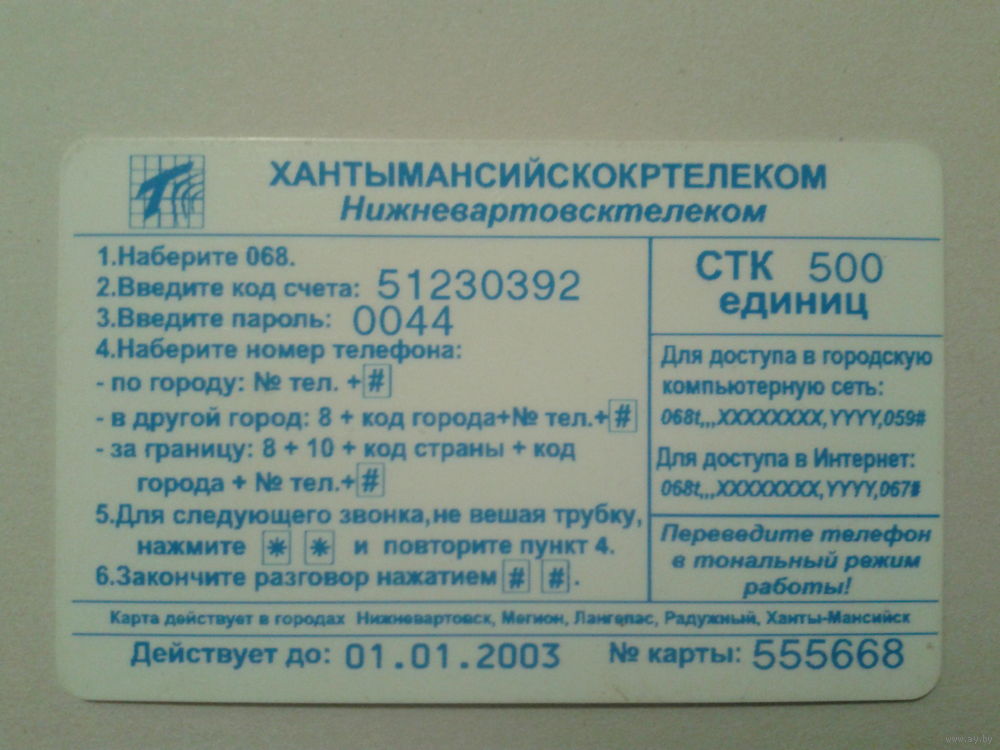 ХАНТЫМАНСИЙСКОКРТЕЛЕКОМ
Нижневартовсктелеком
1.Наберите 068.
2.Введите код счета: 51230392
3.Введите пароль: 0044
4.Наберите номер телефона:
- по городу: № тел. + #
- в другой город: 8 + код города+№ тел.+ #
- за границу: 8 + 10 + код страны + код
города + № тел.+ #
5.Для следующего звонка,не вешая трубку,
нажмите * * и повторите пункт 4.
6.Закончите разговор нажатием # # .
СТК 500
единиц
Для доступа в городскую
компьютерную сеть:
068t,,,XXXXXXXX,YYYY,059#
Для доступа в Интернет:
068t,,,XXXXXXXX,YYYY,067#
Переведите телефон
в тональный режим
работы!
Карта действует в городах Нижневартовск, Мегион, Лангепас, Радужный, Ханты-Мансийск
Действует до: 01.01.2003 № карты: 555668
www.ay.by